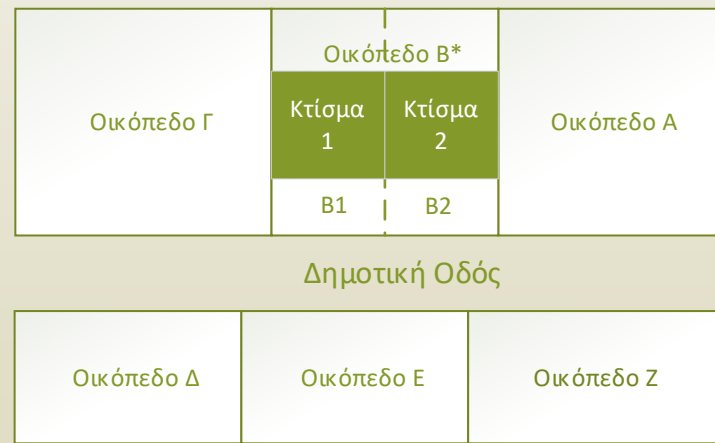 Οικόπεδο Β*
Οικόπεδο Γ
Κτίσμα
1
Κτίσμα
2
Οικόπεδο Α
Β1
Β2
Δημοτική Οδός
Οικόπεδο Δ
Οικόπεδο Ε
Οικόπεδο Ζ